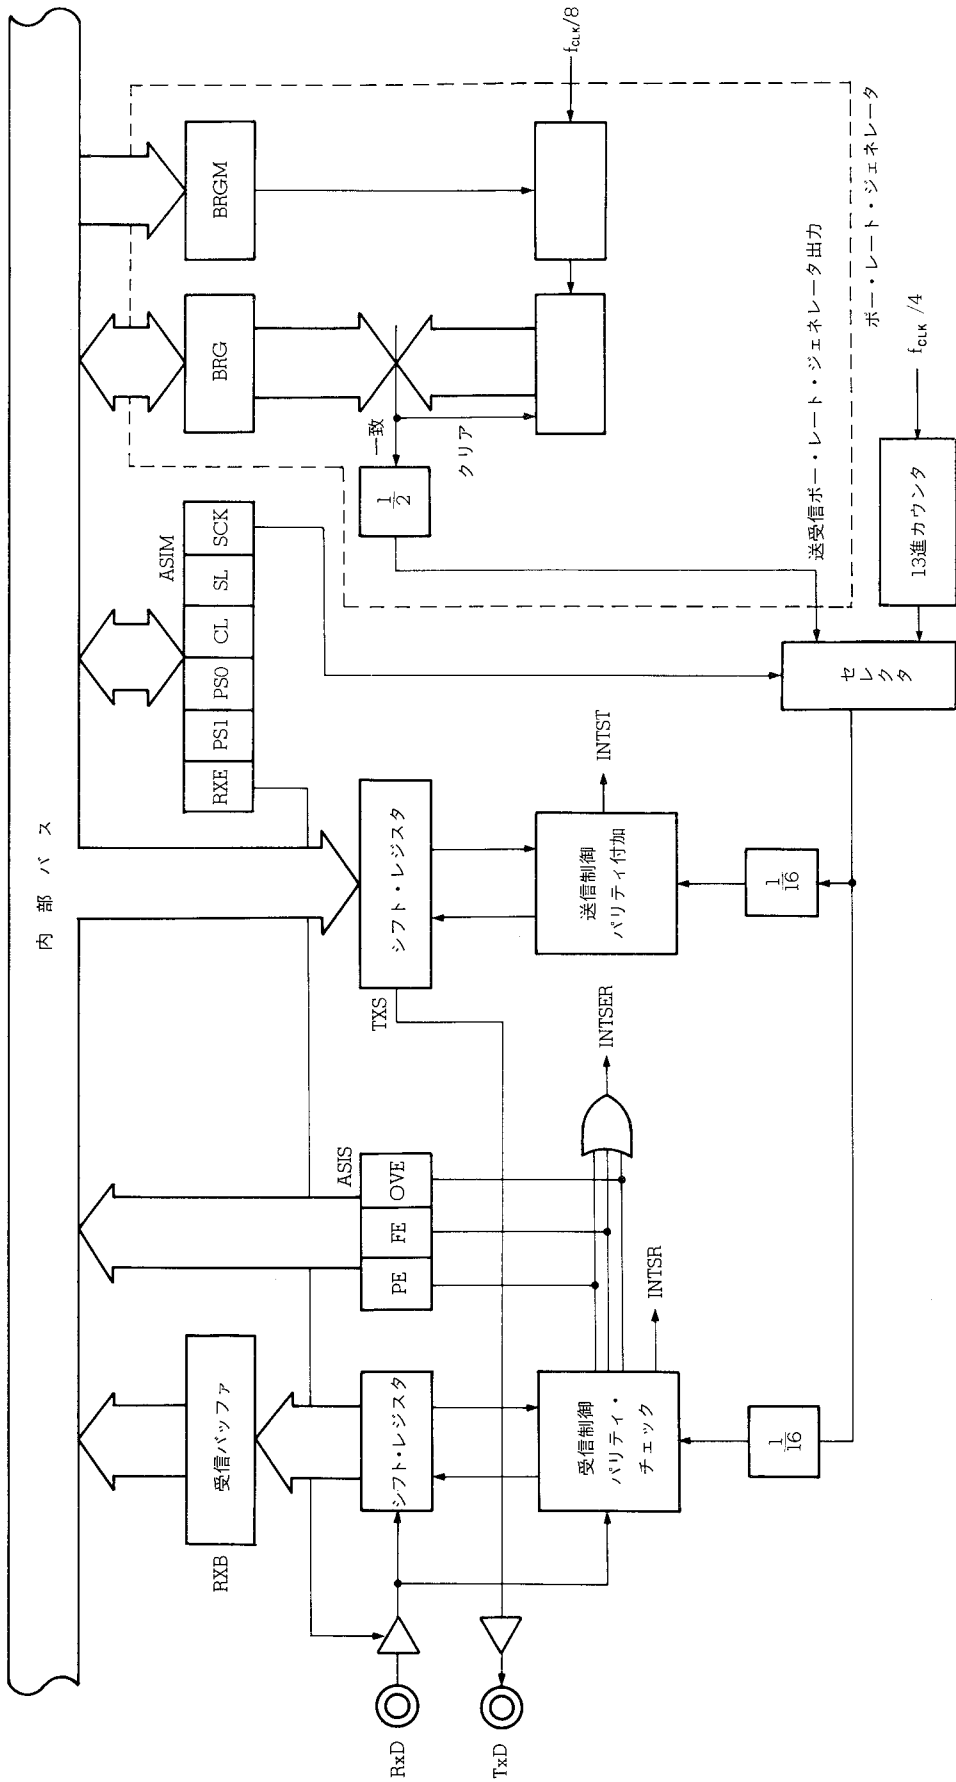 内部バス
RXB
受信バッファ
RxD
シフト・レジスタ
受信制御
パリティ・
チェック
INTSR
1/16
ASIS
PE
FE
OVE
INTSER
TxD
TXS
シフト・レジスタ
送信制御
パリティ付加
INTST
1/16
ASIM
RXE
PS1
PS0
CL
SL
SCK
セレクタ
BRG
BRGM
一致
クリア
1/2
fCLK/8
送受信ボー・レート・ジェネレータ出力
ボー・レート・ジェネレータ
13進カウンタ
fCLK/4